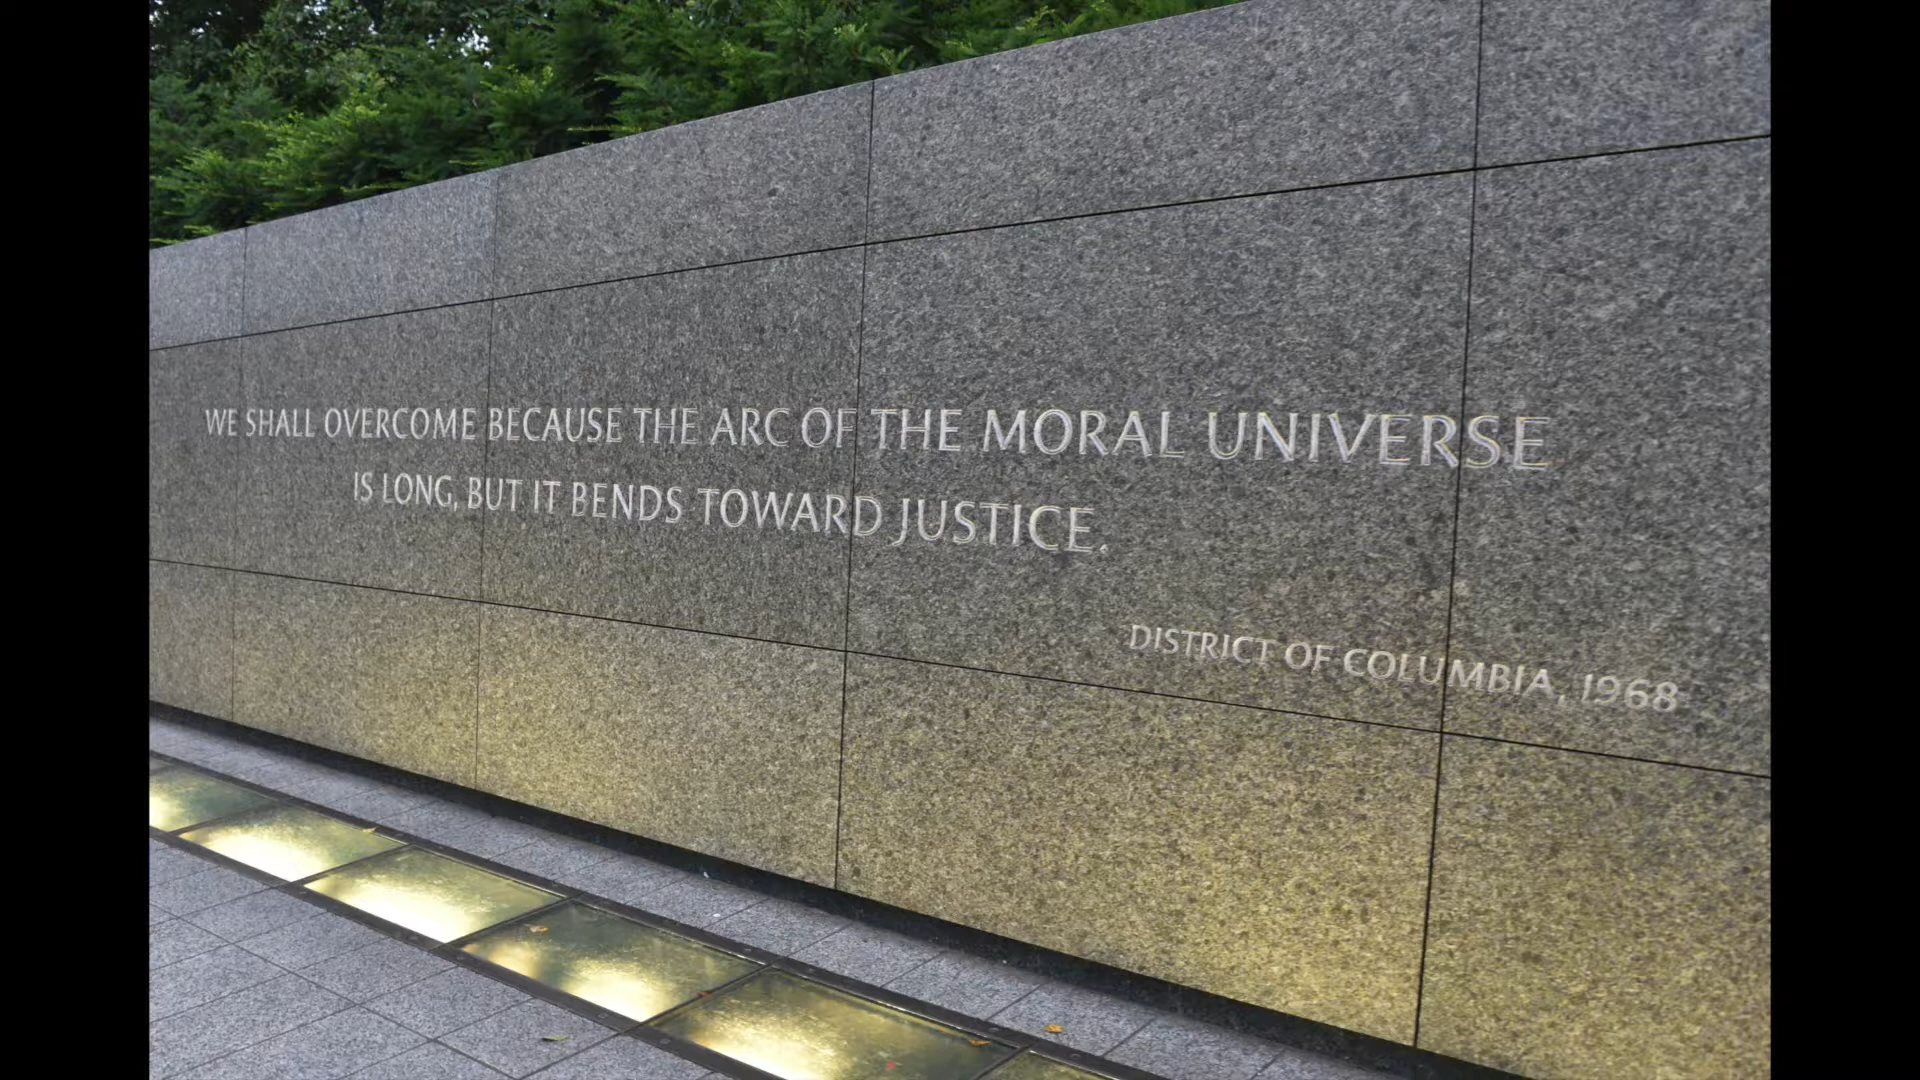 WE SHALL OVERCOME BECAUSE THE ARC OF THE MORAL UNIVERSE
IS LONG, BUT IT BENDS TOWARD JUSTICE.
DISTRICT OF COLUMBIA, 1968